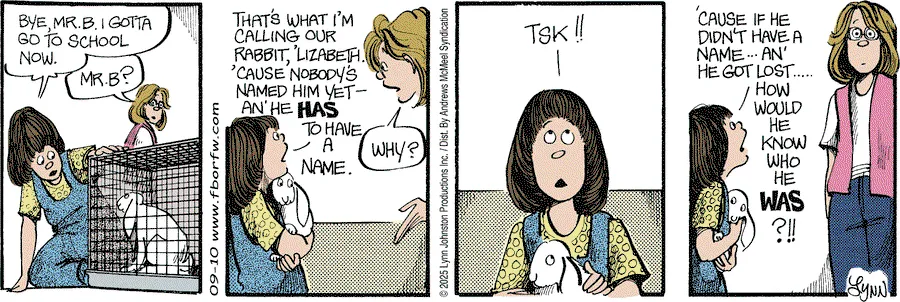 BYE, MR. B. I GOTTA
GO TO SCHOOL
NOW.
MR. B?
09-10 www.fborfw.com
THAT'S WHAT I'M
CALLING OUR
RABBIT, 'LIZABETH.
'CAUSE NOBODY'S
NAMED HIM YET—
AN' HE HAS
TO HAVE
A
NAME.
WHY?
© 2025 Lynn Johnston Productions Inc. / Dist. By Andrews McMeel Syndication
TSK!!
'CAUSE IF HE
DIDN'T HAVE A
NAME... AN'
HE GOT LOST.....
HOW
WOULD
HE
KNOW
WHO
HE
WAS
?!!
LYNN